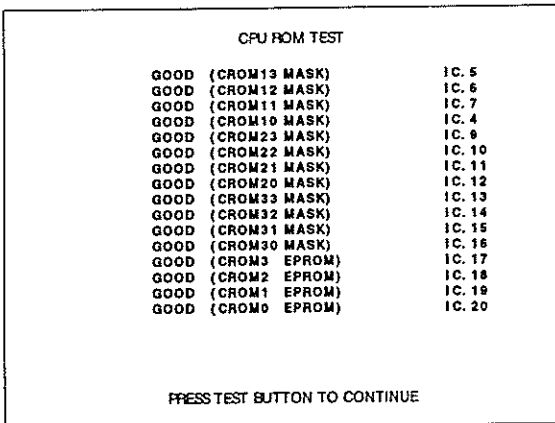 CPU ROM TEST
GOOD (CROM13 MASK) IC. 5
GOOD (CROM12 MASK) IC. 6
GOOD (CROM11 MASK) IC. 7
GOOD (CROM10 MASK) IC. 4
GOOD (CROM23 MASK) IC. 9
GOOD (CROM22 MASK) IC. 10
GOOD (CROM21 MASK) IC. 11
GOOD (CROM20 MASK) IC. 12
GOOD (CROM33 MASK) IC. 13
GOOD (CROM32 MASK) IC. 14
GOOD (CROM31 MASK) IC. 15
GOOD (CROM30 MASK) IC. 16
GOOD (CROM3 EPROM) IC. 17
GOOD (CROM2 EPROM) IC. 18
GOOD (CROM1 EPROM) IC. 19
GOOD (CROM0 EPROM) IC. 20
PRESS TEST BUTTON TO CONTINUE